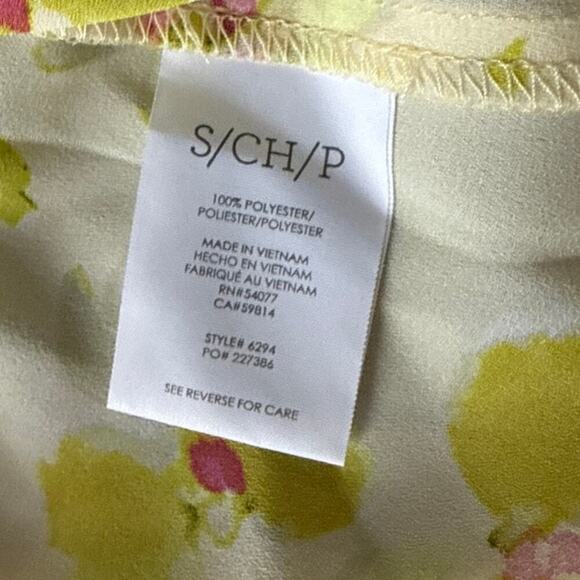 S/CH/P
100% POLYESTER/
POLIESTER/POLYESTER
MADE IN VIETNAM
HECHO EN VIETNAM
FABRIQUÉ AU VIETNAM
RN#54077
CA#59814
STYLE# 6294
PO# 227386
SEE REVERSE FOR CARE